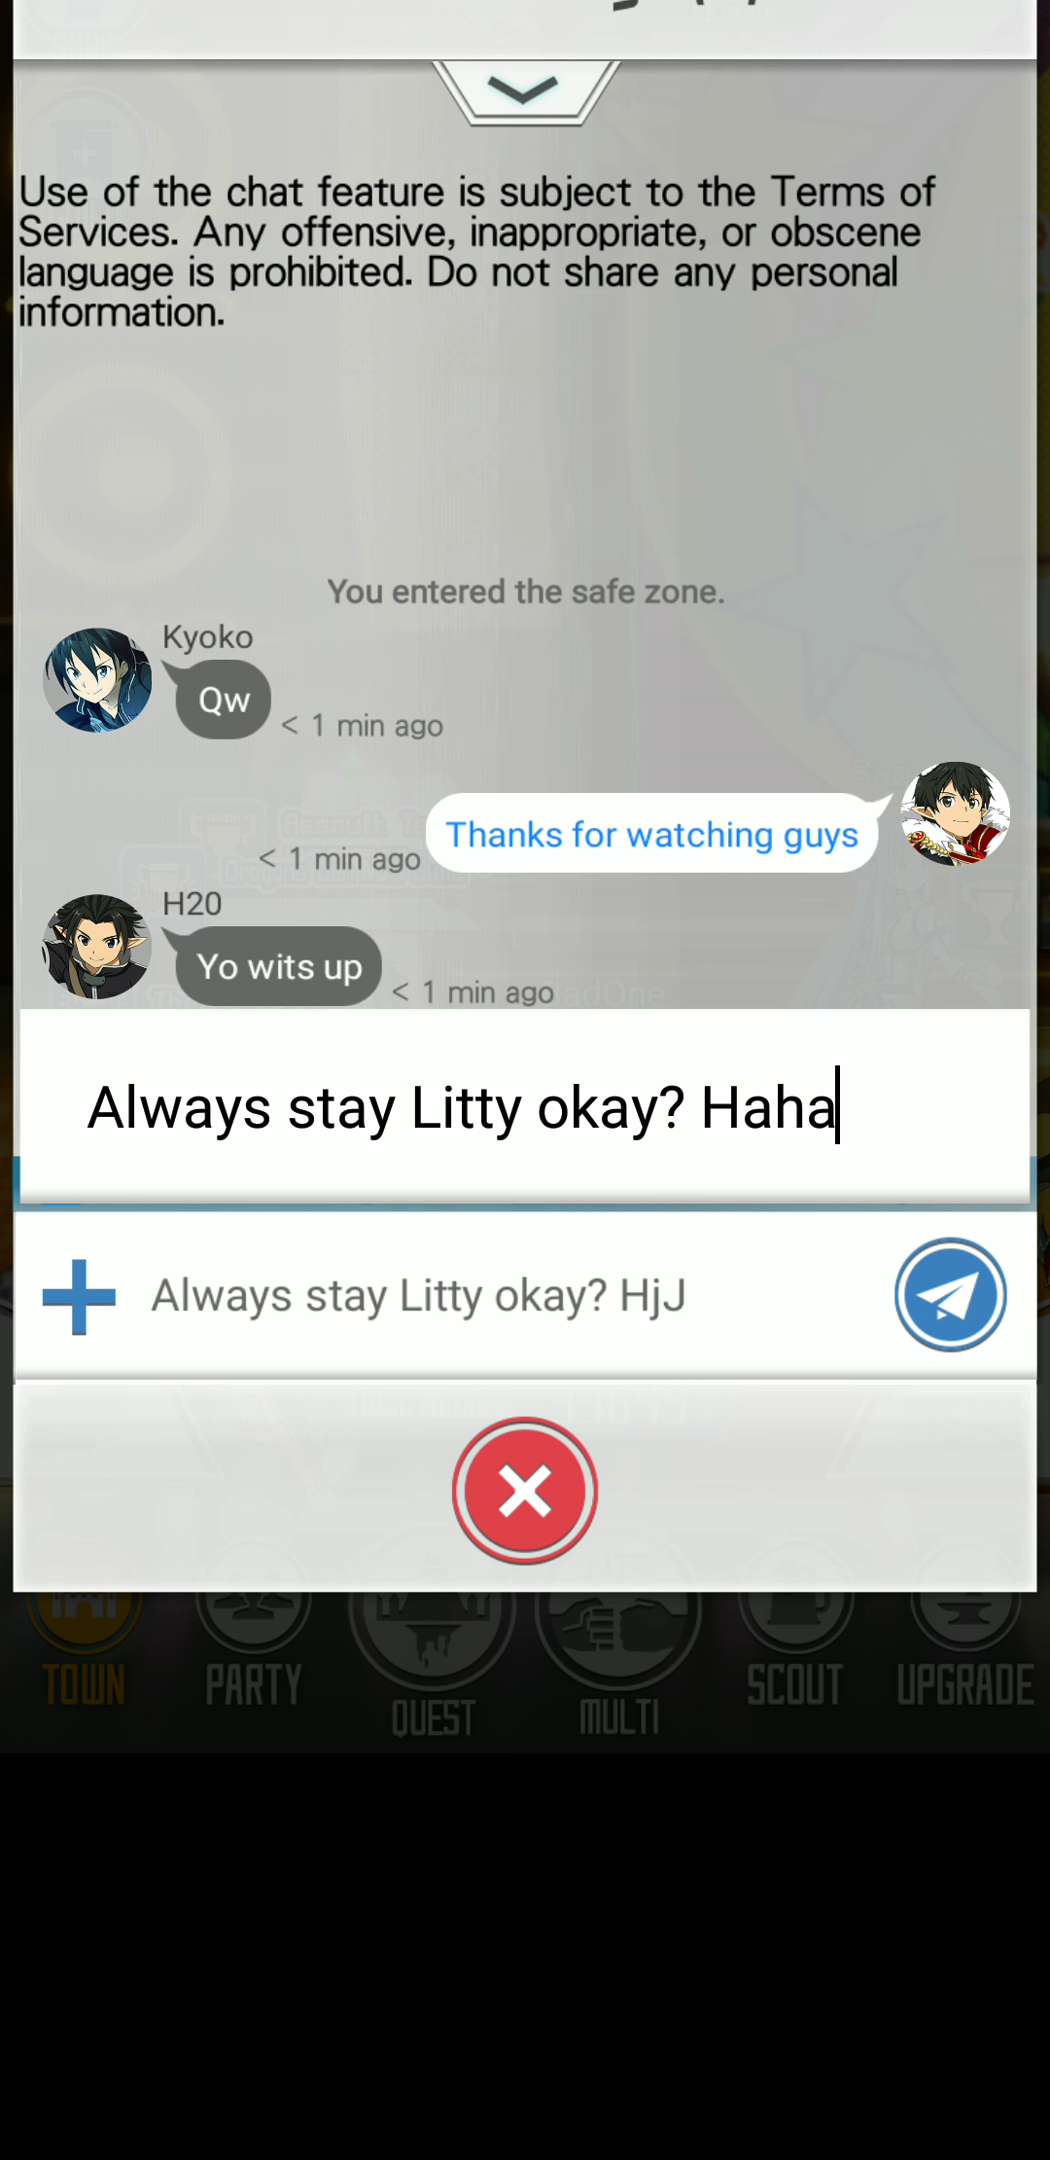 Use of the chat feature is subject to the Terms of
Services. Any offensive, inappropriate, or obscene
language is prohibited. Do not share any personal
information.
You entered the safe zone.
Kyoko
Qw
< 1 min ago
Thanks for watching guys
< 1 min ago
H20
Yo wits up
< 1 min ago
Always stay Litty okay? Haha
Always stay Litty okay? HjJ
TOWN
PARTY
QUEST
MULTI
SCOUT
UPGRADE